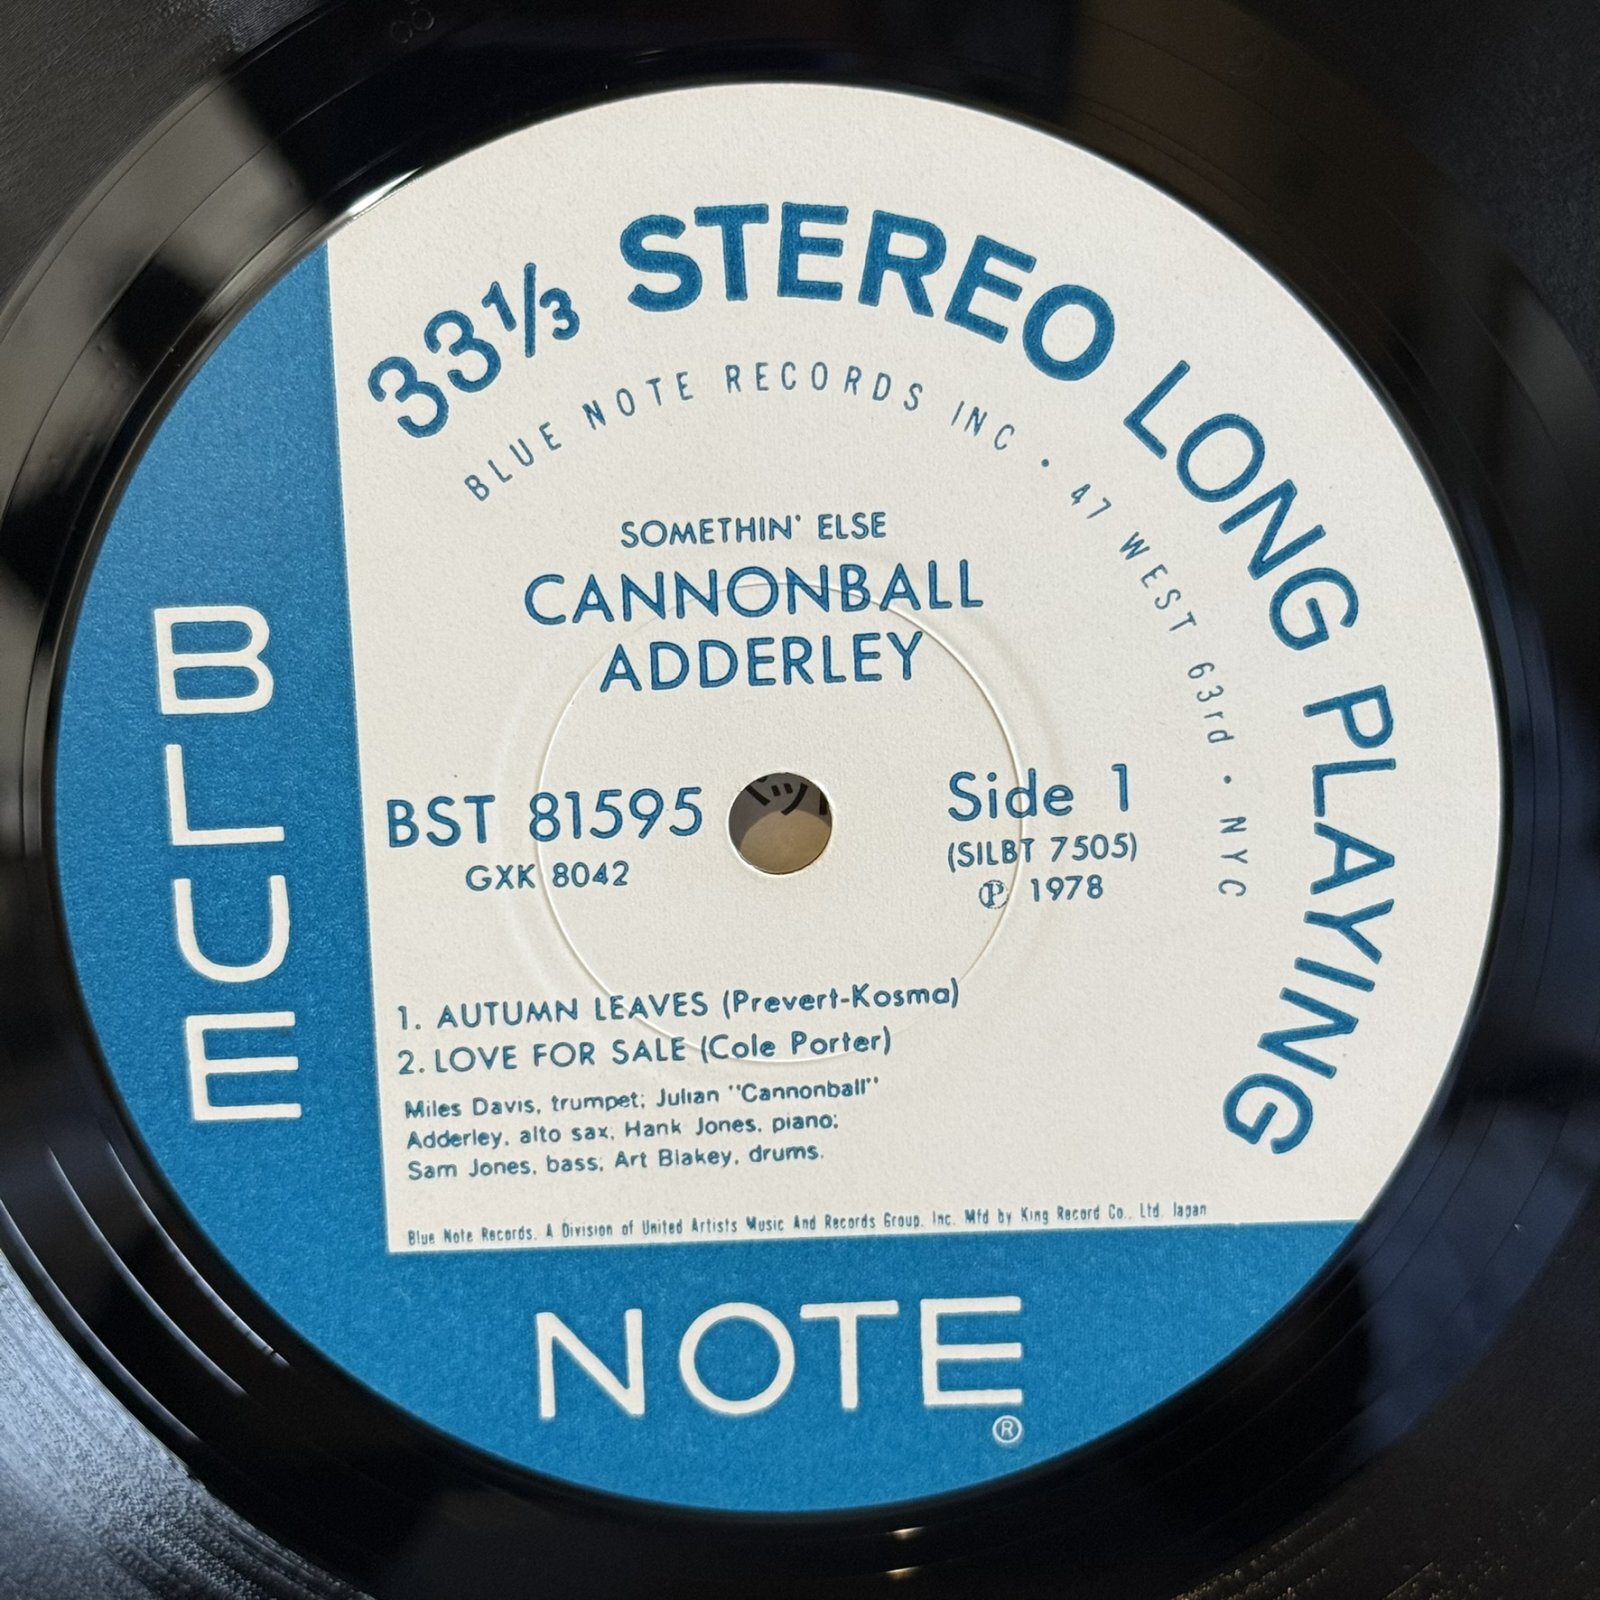 33⅓ STEREO LONG PLAYING
BLUE NOTE RECORDS INC · 47 WEST 63rd · NYC
SOMETHIN' ELSE
CANNONBALL
ADDERLEY
BST 81595
GXK 8042
Side 1
(SILBT 7505)
Ⓟ 1978
1. AUTUMN LEAVES (Prevert-Kosma)
2. LOVE FOR SALE (Cole Porter)
Miles Davis, trumpet; Julian "Cannonball"
Adderley, alto sax; Hank Jones, piano;
Sam Jones, bass; Art Blakey, drums.
Blue Note Records. A Division of United Artists Music And Records Group. Inc. Mfd by King Record Co., Ltd. Japan
BLUE
NOTE
®